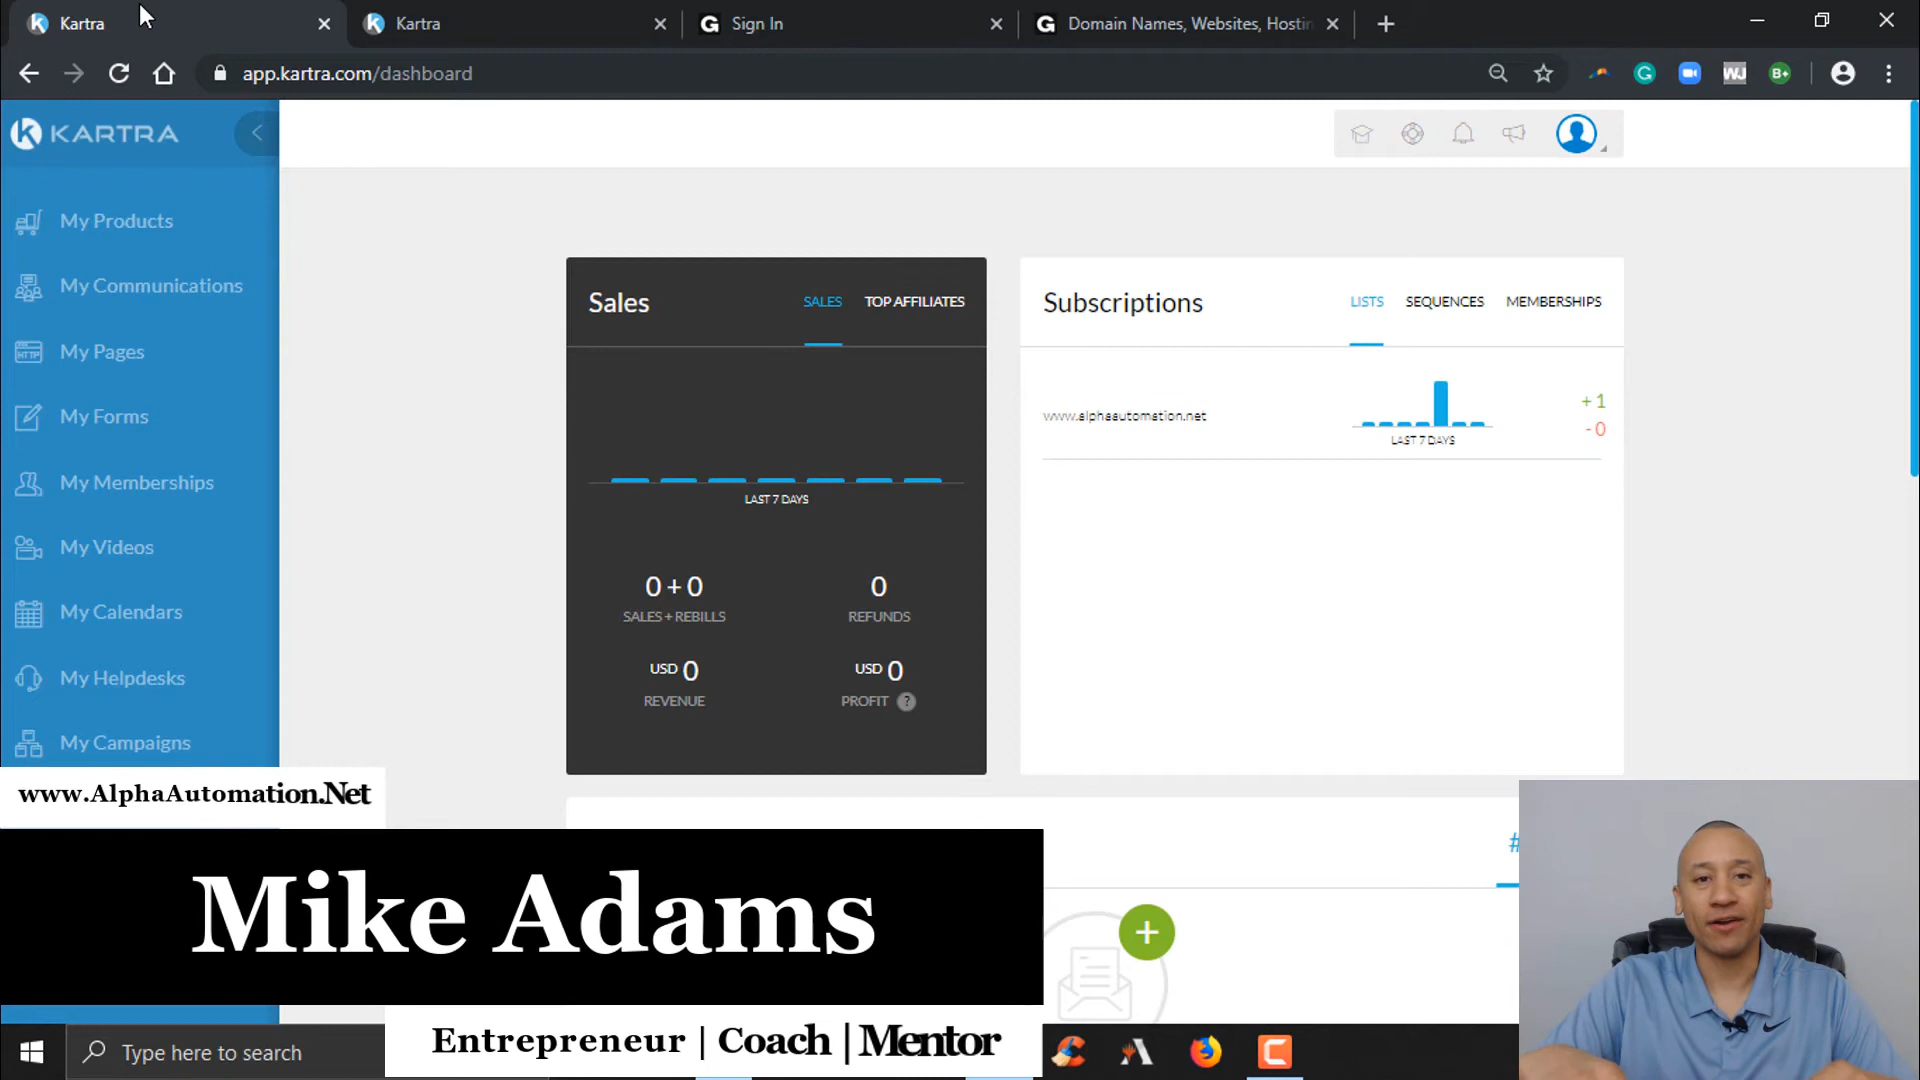 Kartra
Kartra
Sign In
Domain Names, Websites, Hostin
app.kartra.com/dashboard
KARTRA
My Products
My Communications
My Pages
My Forms
My Memberships
My Videos
My Calendars
My Helpdesks
My Campaigns
Sales
SALES
TOP AFFILIATES
LAST 7 DAYS
0 + 0
SALES + REBILLS
0
REFUNDS
USD 0
REVENUE
USD 0
PROFIT ?
Subscriptions
LISTS
SEQUENCES
MEMBERSHIPS
www.alphaautomation.net
LAST 7 DAYS
+ 1
- 0
#
www.AlphaAutomation.Net
Mike Adams
Entrepreneur | Coach | Mentor
Type here to search